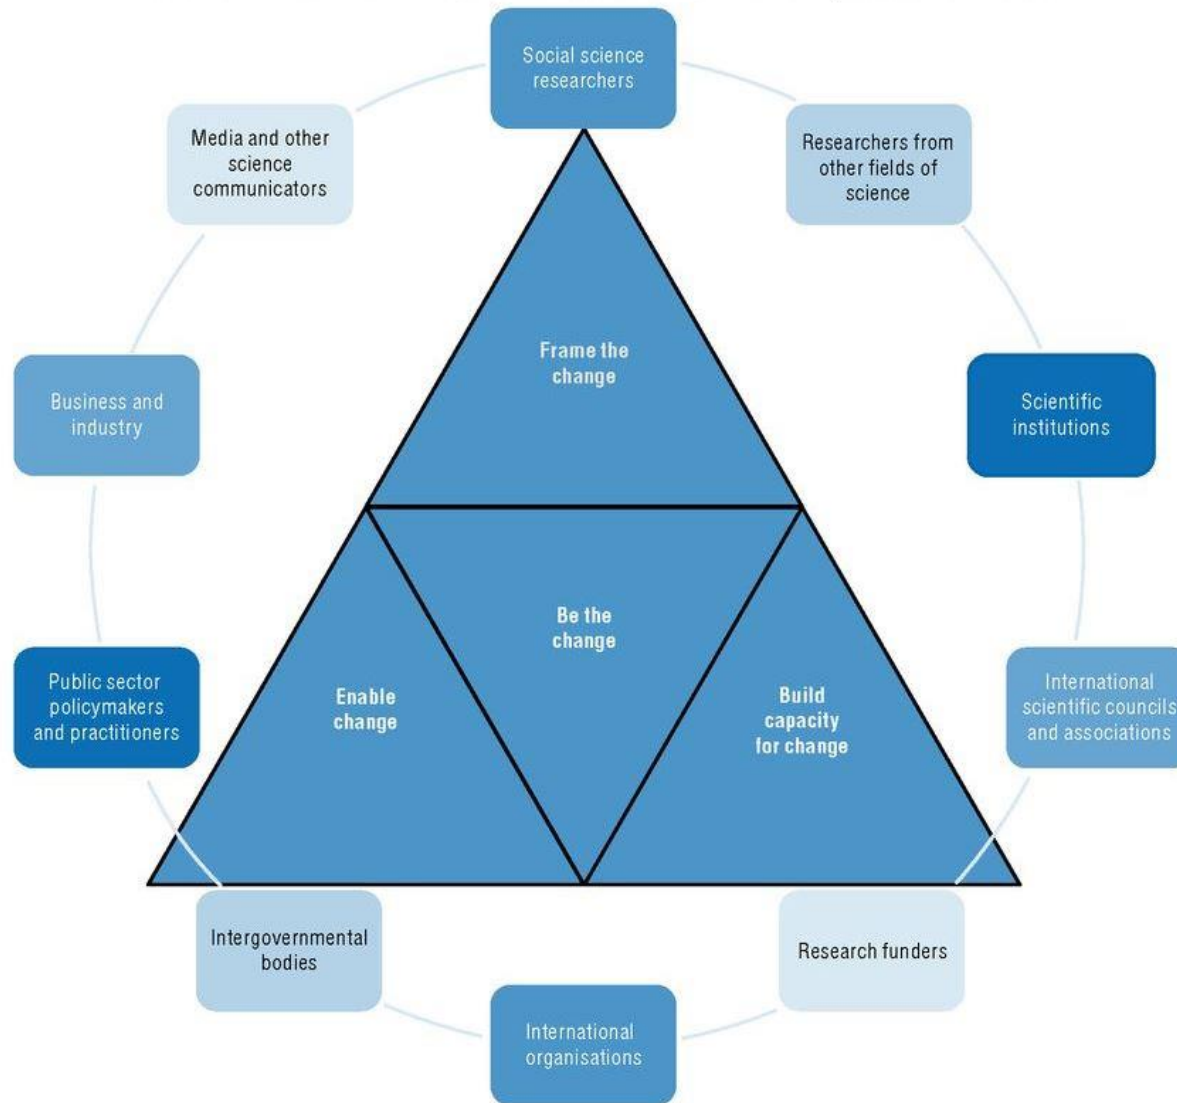 Social science
researchers
Media and other
science
communicators
Researchers from
other fields of
science
Frame the
change
Business and
industry
Scientific
institutions
Be the
change
Enable
change
Build
capacity
for change
Public sector
policymakers
and practitioners
International
scientific councils
and associations
Intergovernmental
bodies
Research funders
International
organisations